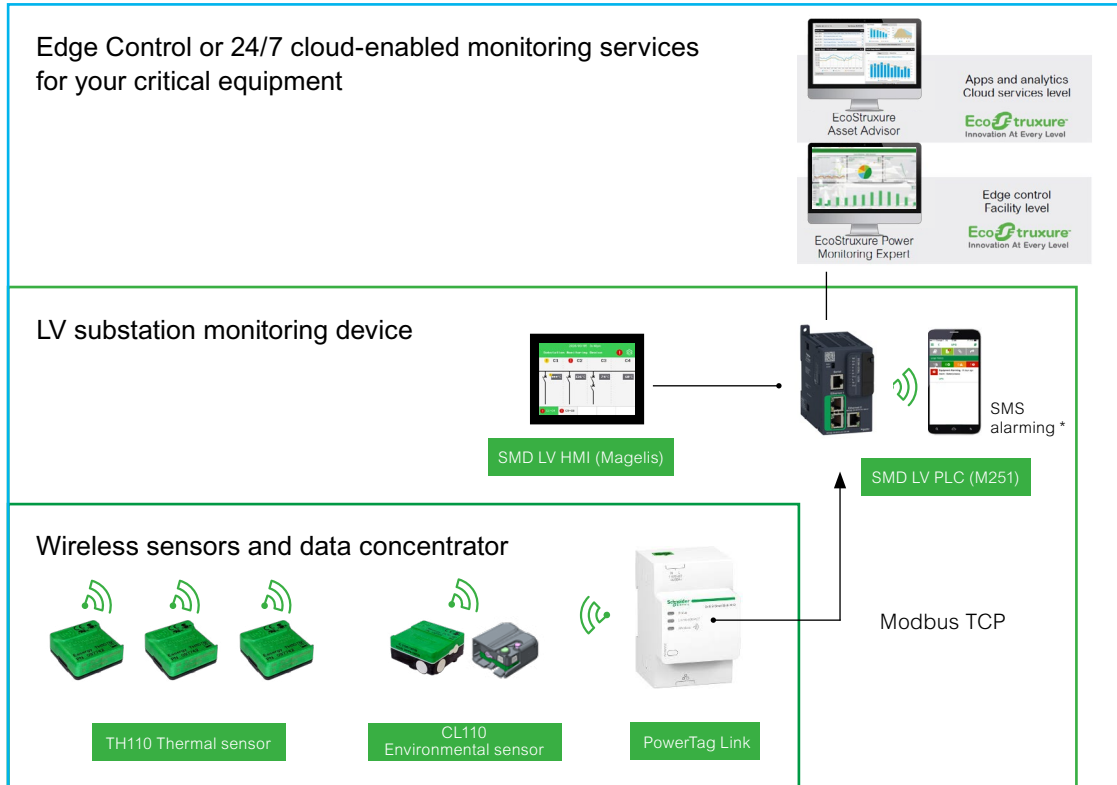 Edge Control or 24/7 cloud-enabled monitoring services
for your critical equipment
EcoStruxure
Asset Advisor
Apps and analytics
Cloud services level
EcoStruxure
Innovation At Every Level
EcoStruxure Power
Monitoring Expert
Edge control
Facility level
EcoStruxure
Innovation At Every Level
LV substation monitoring device
SMD LV HMI (Magelis)
SMS
alarming *
SMD LV PLC (M251)
Wireless sensors and data concentrator
Schneider
Modbus TCP
TH110 Thermal sensor
CL110
Environmental sensor
PowerTag Link